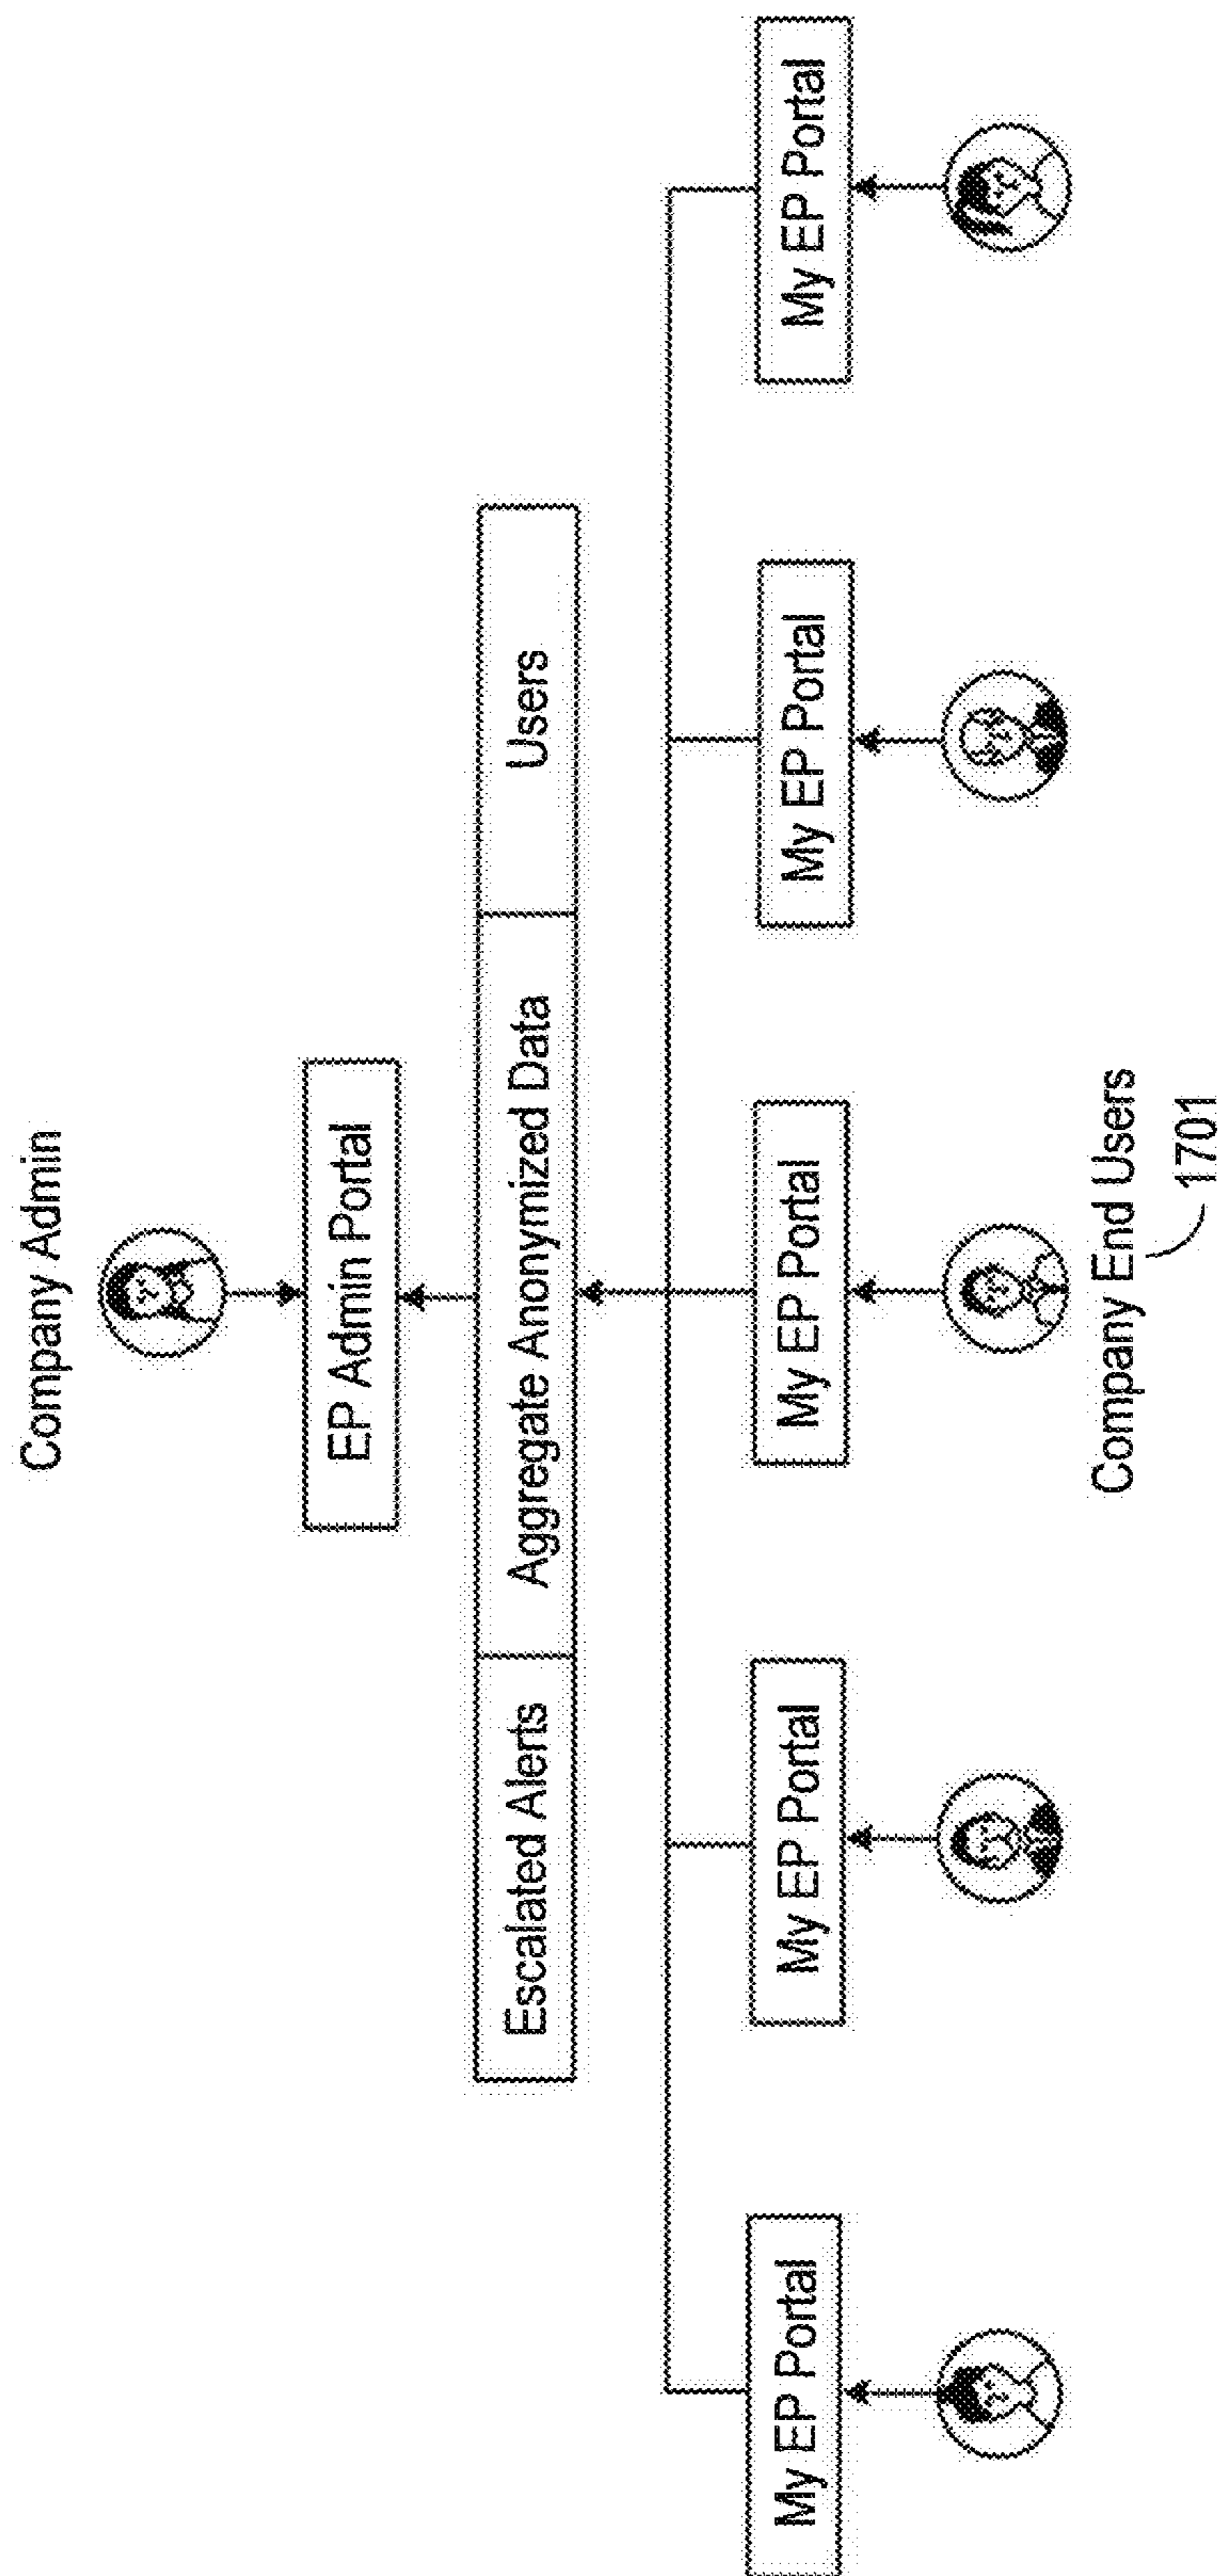 Company Admin
EP Admin Portal
Escalated Alerts
Aggregate Anonymized Data
Users
My EP Portal
My EP Portal
My EP Portal
My EP Portal
My EP Portal
Company End Users
1701